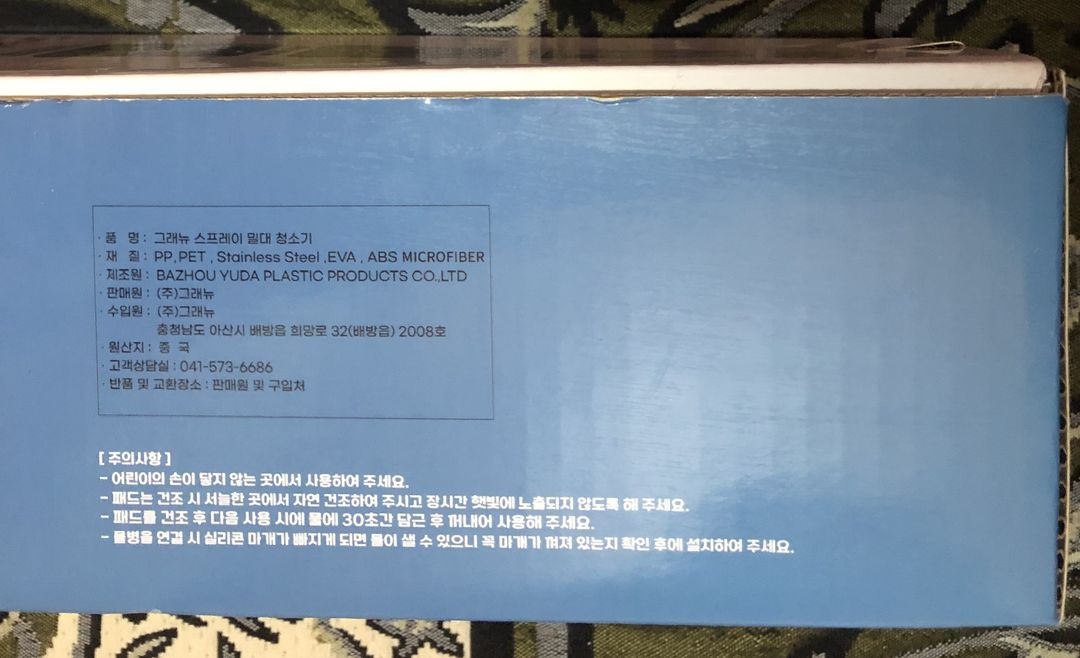 · 품 명 : 그래뉴 스프레이 밀대 청소기
· 재 질 : PP,PET , Stainless Steel ,EVA , ABS MICROFIBER
· 제조원 : BAZHOU YUDA PLASTIC PRODUCTS CO.,LTD
· 판매원 : (주)그래뉴
· 수입원 : (주)그래뉴
충청남도 아산시 배방읍 희망로 32(배방읍) 2008호
· 원산지 : 중 국
· 고객상담실 : 041-573-6686
· 반품 및 교환장소 : 판매원 및 구입처
[ 주의사항 ]
- 어린이의 손이 닿지 않는 곳에서 사용하여 주세요.
- 패드는 건조 시 서늘한 곳에서 자연 건조하여 주시고 장시간 햇빛에 노출되지 않도록 해 주세요.
- 패드를 건조 후 다음 사용 시에 물에 30초간 담근 후 꺼내어 사용해 주세요.
- 물병을 연결 시 실리콘 마개가 빠지게 되면 물이 샐 수 있으니 꼭 마개가 껴져 있는지 확인 후에 설치하여 주세요.